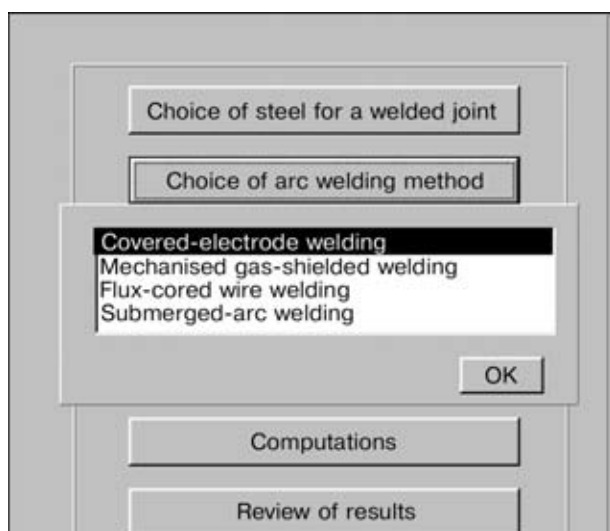 Choice of steel for a welded joint
Choice of arc welding method
Covered-electrode welding
Mechanised gas-shielded welding
Flux-cored wire welding
Submerged-arc welding
OK
Computations
Review of results